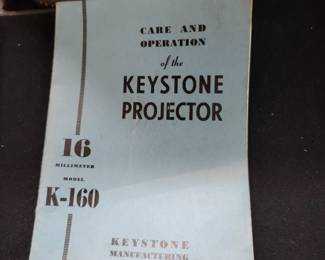 CARE AND
OPERATION
of the
KEYSTONE
PROJECTOR
16
MILLIMETER
MODEL
K-160
KEYSTONE
MANUFACTURING